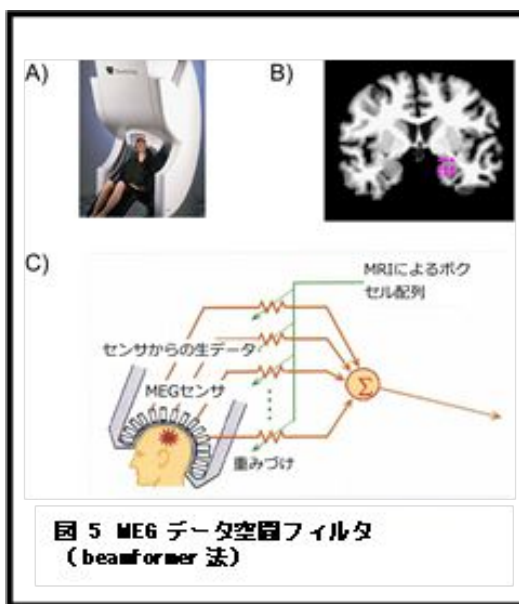 A)
B)
C)
MRIによるボク
セル配列
センサからの生データ
MEGセンサ
Σ
重みづけ
図 5 MEG データ空間フィルタ
（beamformer 法）